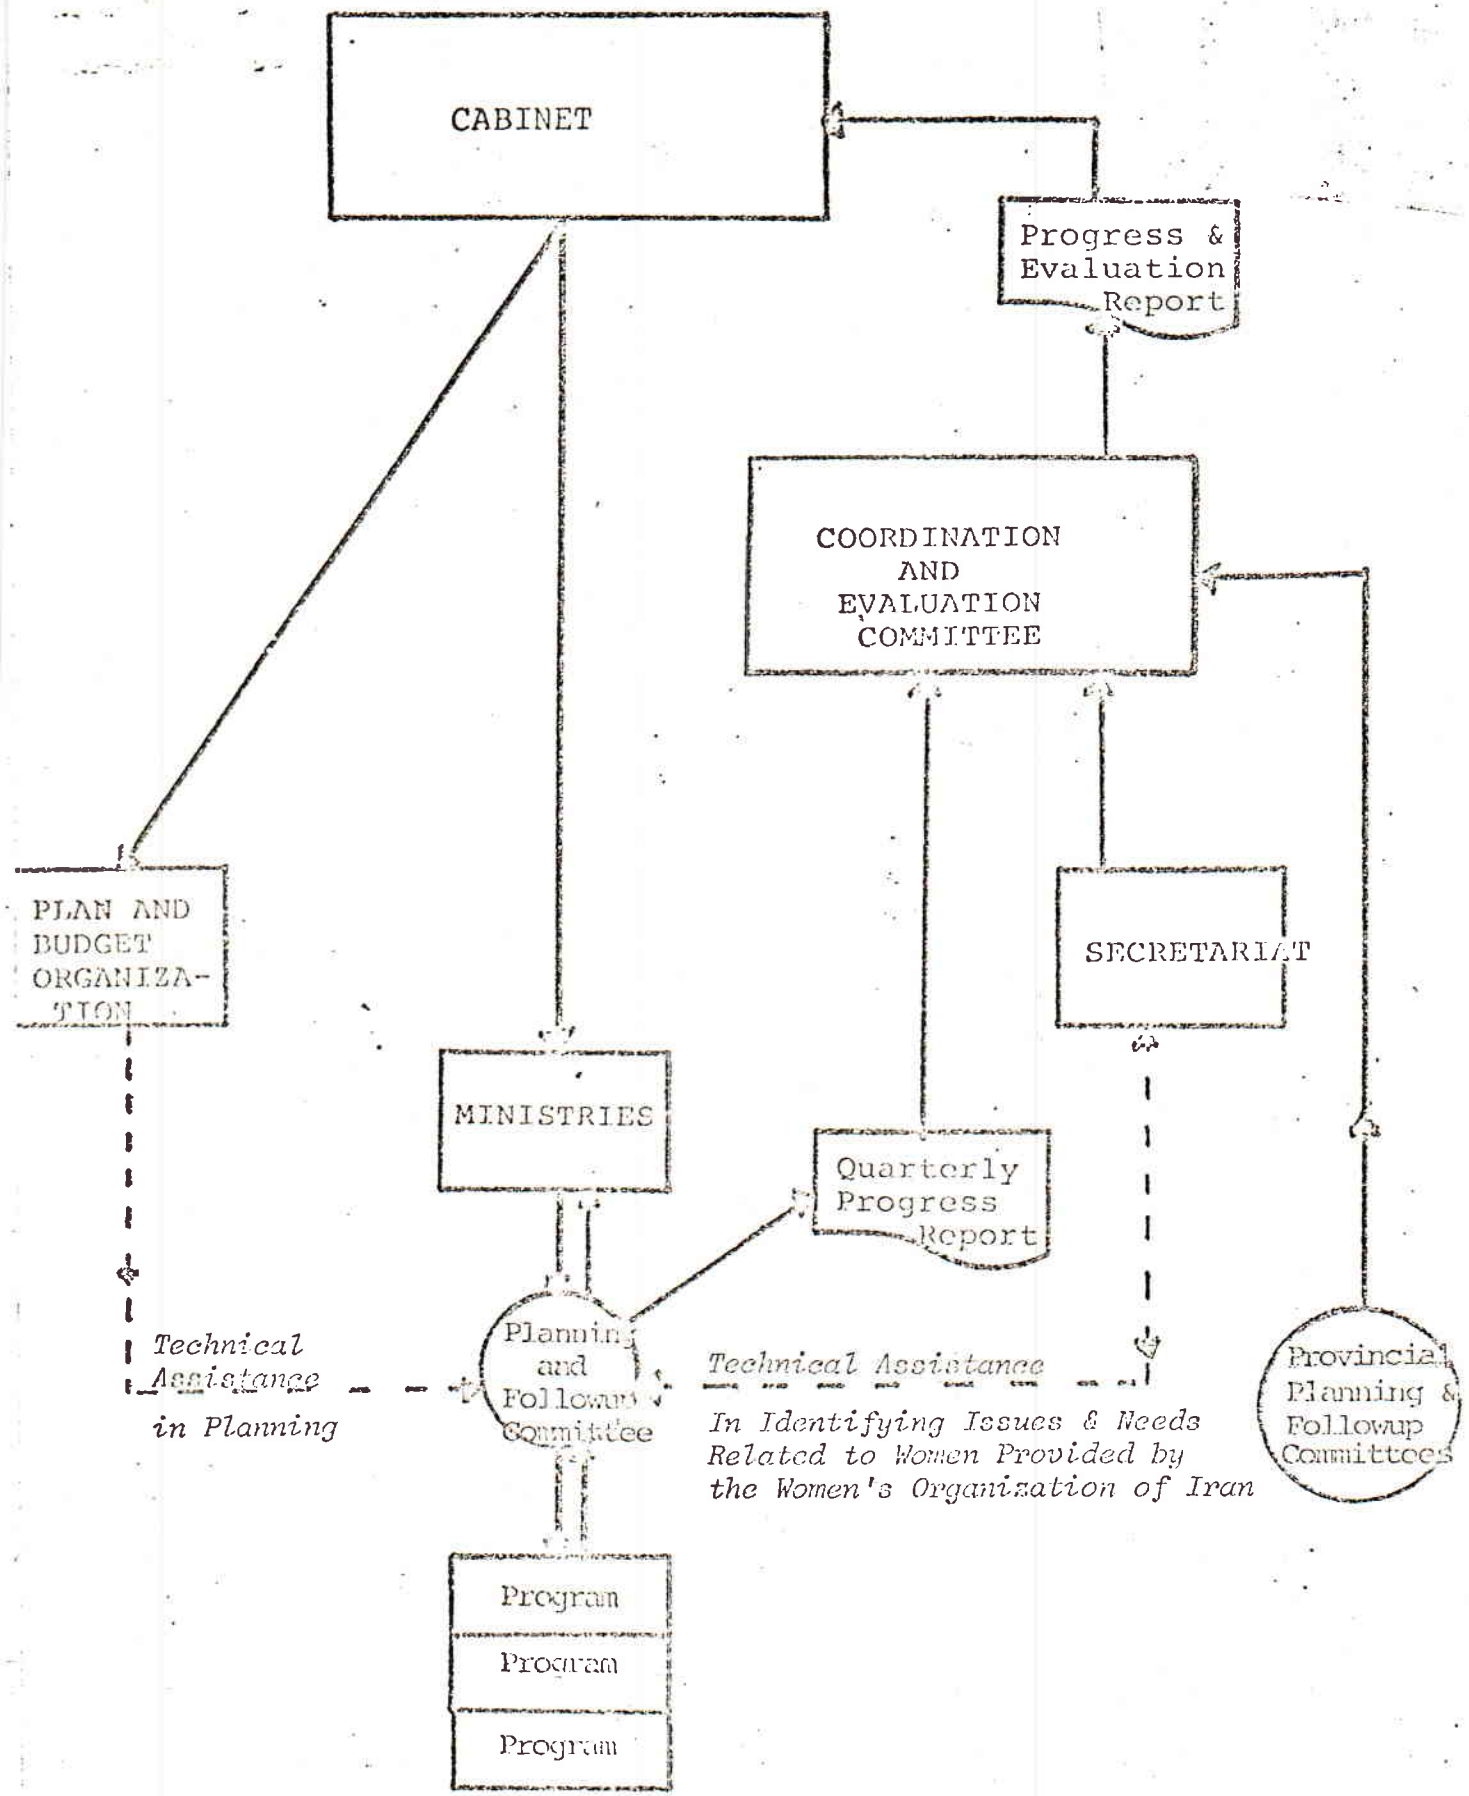 CABINET
Progress &
Evaluation
Report
COORDINATION
AND
EVALUATION
COMMITTEE
PLAN AND
BUDGET
ORGANIZA-
TION
SECRETARIAT
MINISTRIES
Quarterly
Progress
Report
Technical
Assistance
in Planning
Planning
and
Followup
Committee
Technical Assistance
In Identifying Issues & Needs
Related to Women Provided by
the Women's Organization of Iran
Provincial
Planning &
Followup
Committees
Program
Program
Program